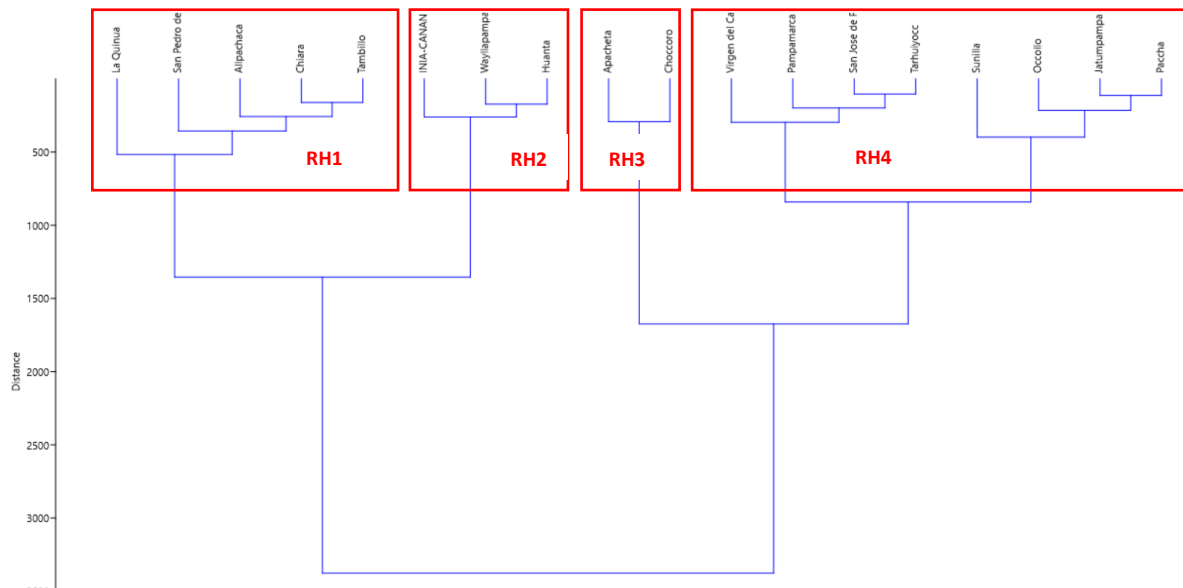 La Quinua
San Pedro de
Allpachaca
Chiara
Tambillo
INIA-CANAN
Wayllapampa
Huanta
Apacheta
Choccoro
Virgen del Ca
Pampamarca
San Jose de F
Tarhuiyocc
Sunilla
Occollo
Jatumpampa
Paccha
RH1
RH2
RH3
RH4
500
1000
1500
2000
2500
3000
Distance